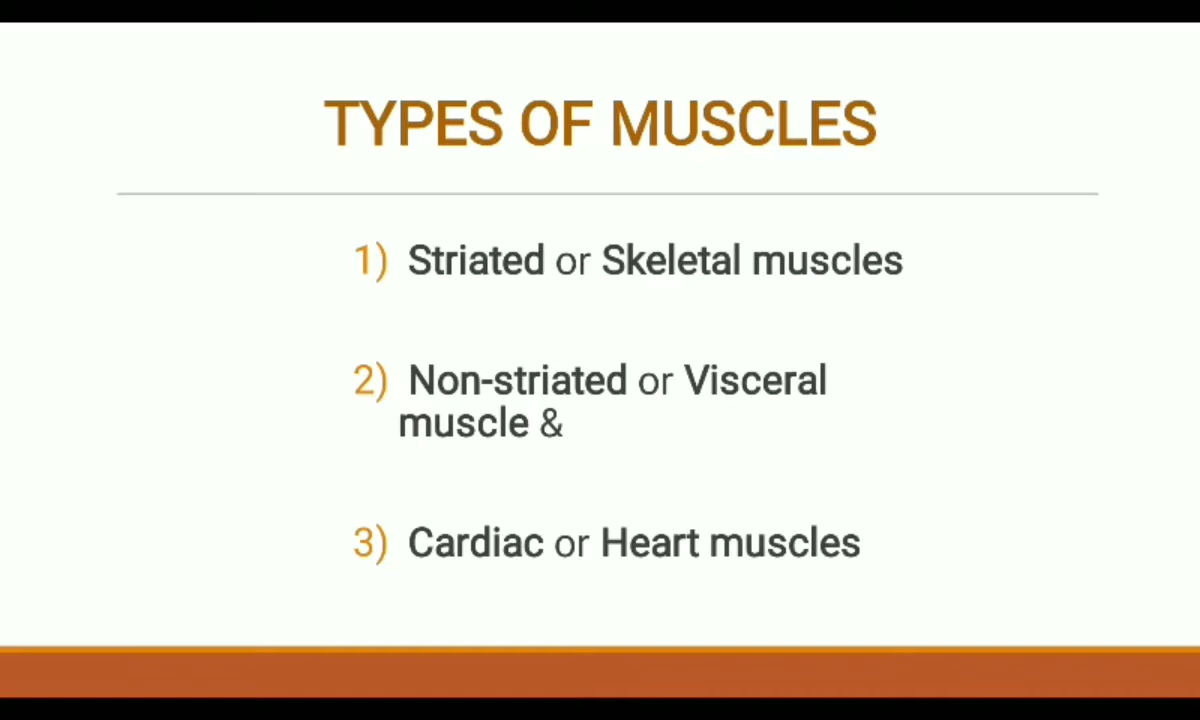 TYPES OF MUSCLES
1) Striated or Skeletal muscles
2) Non-striated or Visceral
muscle &
3) Cardiac or Heart muscles